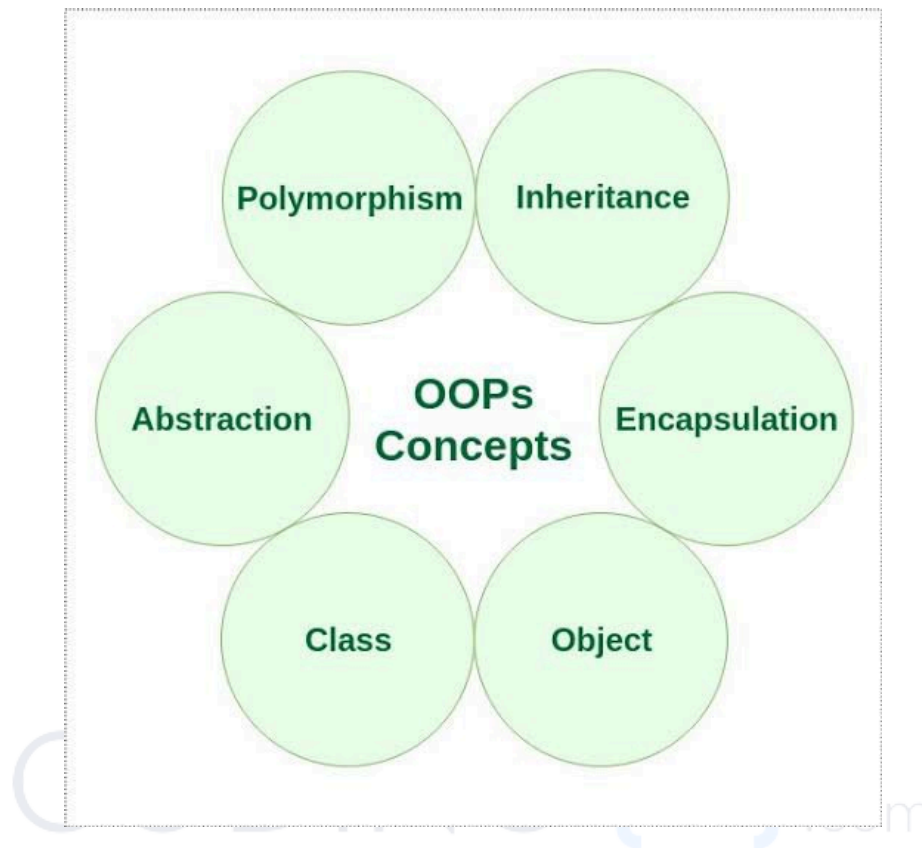 Polymorphism
Inheritance
Abstraction
OOPs
Concepts
Encapsulation
Class
Object